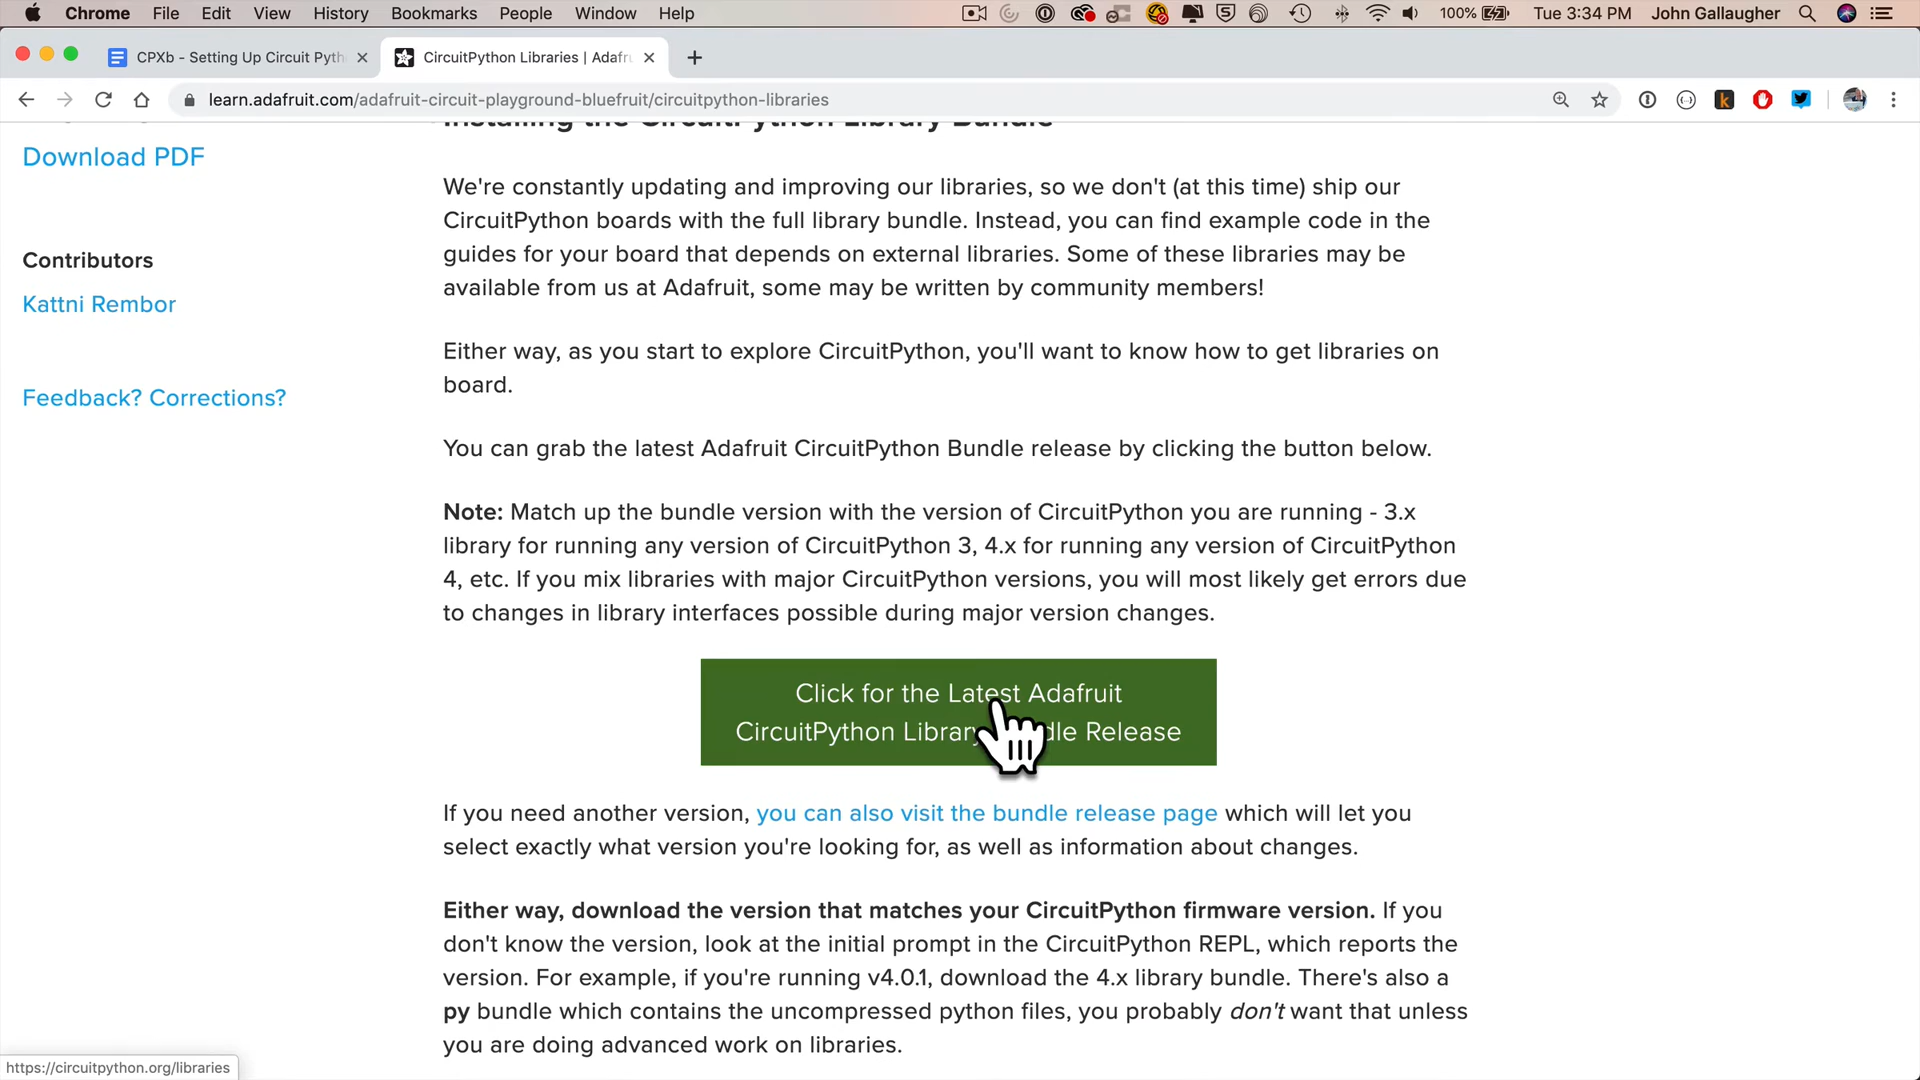 Chrome File Edit View History Bookmarks People Window Help 100% Tue 3:34 PM John Gallaugher
CPXb - Setting Up Circuit Pyth
CircuitPython Libraries | Adafru
learn.adafruit.com/adafruit-circuit-playground-bluefruit/circuitpython-libraries
Download PDF
Contributors
Kattni Rembor
Feedback? Corrections?
Installing the CircuitPython Library Bundle
We're constantly updating and improving our libraries, so we don't (at this time) ship our
CircuitPython boards with the full library bundle. Instead, you can find example code in the
guides for your board that depends on external libraries. Some of these libraries may be
available from us at Adafruit, some may be written by community members!
Either way, as you start to explore CircuitPython, you'll want to know how to get libraries on
board.
You can grab the latest Adafruit CircuitPython Bundle release by clicking the button below.
Note: Match up the bundle version with the version of CircuitPython you are running - 3.x
library for running any version of CircuitPython 3, 4.x for running any version of CircuitPython
4, etc. If you mix libraries with major CircuitPython versions, you will most likely get errors due
to changes in library interfaces possible during major version changes.
Click for the Latest Adafruit
CircuitPython Library Bundle Release
If you need another version, you can also visit the bundle release page which will let you
select exactly what version you're looking for, as well as information about changes.
Either way, download the version that matches your CircuitPython firmware version. If you
don't know the version, look at the initial prompt in the CircuitPython REPL, which reports the
version. For example, if you're running v4.0.1, download the 4.x library bundle. There's also a
py bundle which contains the uncompressed python files, you probably don't want that unless
you are doing advanced work on libraries.
https://circuitpython.org/libraries